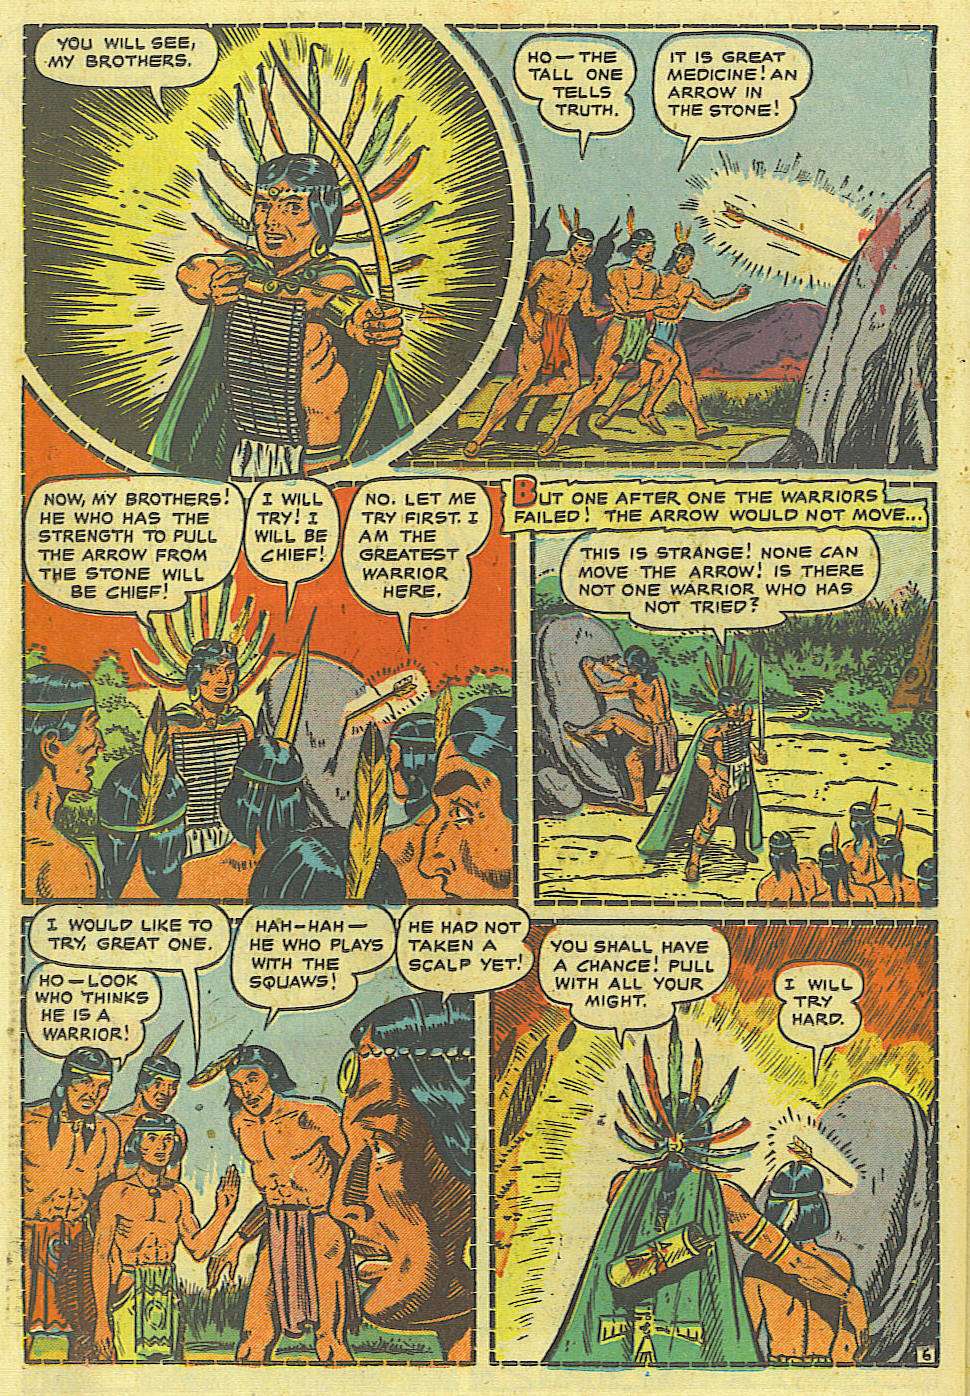 YOU WILL SEE,
MY BROTHERS.
HO—THE
TALL ONE
TELLS
TRUTH.
IT IS GREAT
MEDICINE! AN
ARROW IN
THE STONE!
NOW, MY BROTHERS!
HE WHO HAS THE
STRENGTH TO PULL
THE ARROW FROM
THE STONE WILL
BE CHIEF!
I WILL
TRY! I
WILL BE
CHIEF!
NO. LET ME
TRY FIRST. I
AM THE
GREATEST
WARRIOR
HERE.
BUT ONE AFTER ONE THE WARRIORS
FAILED! THE ARROW WOULD NOT MOVE...
THIS IS STRANGE! NONE CAN
MOVE THE ARROW! IS THERE
NOT ONE WARRIOR WHO HAS
NOT TRIED?
I WOULD LIKE TO
TRY, GREAT ONE.
HO—LOOK
WHO THINKS
HE IS A
WARRIOR!
HAH-HAH—
HE WHO PLAYS
WITH THE
SQUAWS!
HE HAD NOT
TAKEN A
SCALP YET!
YOU SHALL HAVE
A CHANCE! PULL
WITH ALL YOUR
MIGHT.
I WILL
TRY
HARD.
6